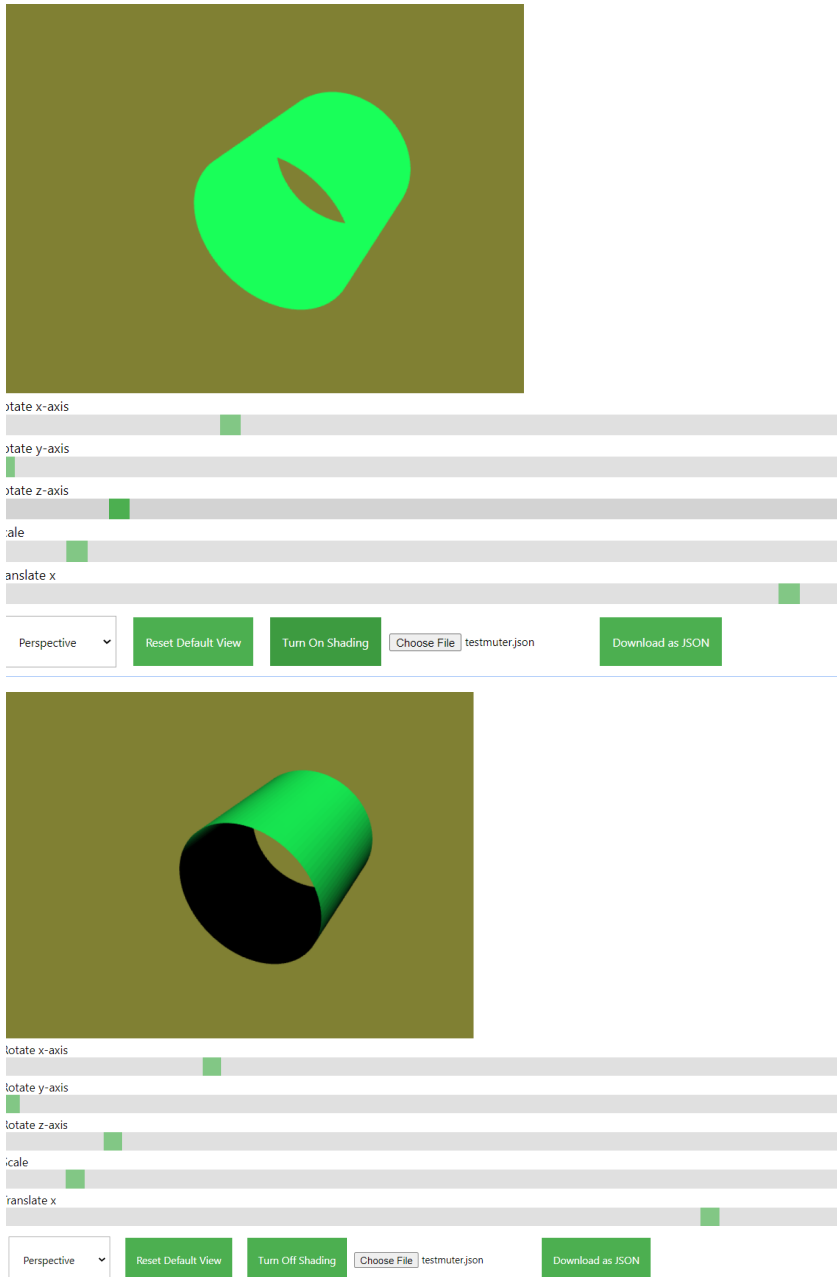 otate x-axis
otate y-axis
otate z-axis
cale
anslate x
Perspective Reset Default View Turn On Shading Choose File testmuter.json Download as JSON
Rotate x-axis
Rotate y-axis
Rotate z-axis
Scale
Translate x
Perspective Reset Default View Turn Off Shading Choose File testmuter.json Download as JSON